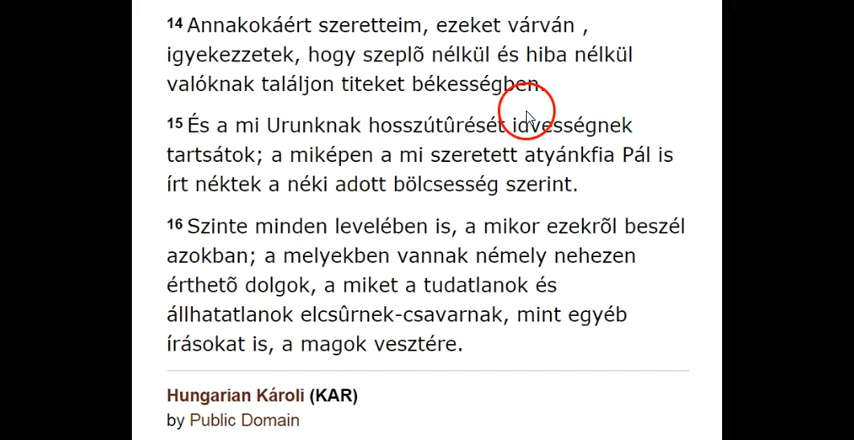 14 Annakokáért szeretteim, ezeket várván ,
igyekezzetek, hogy szeplõ nélkül és hiba nélkül
valóknak találjon titeket békességben.
15 És a mi Urunknak hosszútûrését idvességnek
tartsátok; a miképen a mi szeretett atyánkfia Pál is
írt néktek a néki adott bölcsesség szerint.
16 Szinte minden levelében is, a mikor ezekrõl beszél
azokban; a melyekben vannak némely nehezen
érthetõ dolgok, a miket a tudatlanok és
állhatatlanok elcsûrnek-csavarnak, mint egyéb
írásokat is, a magok vesztére.
Hungarian Károli (KAR)
by Public Domain